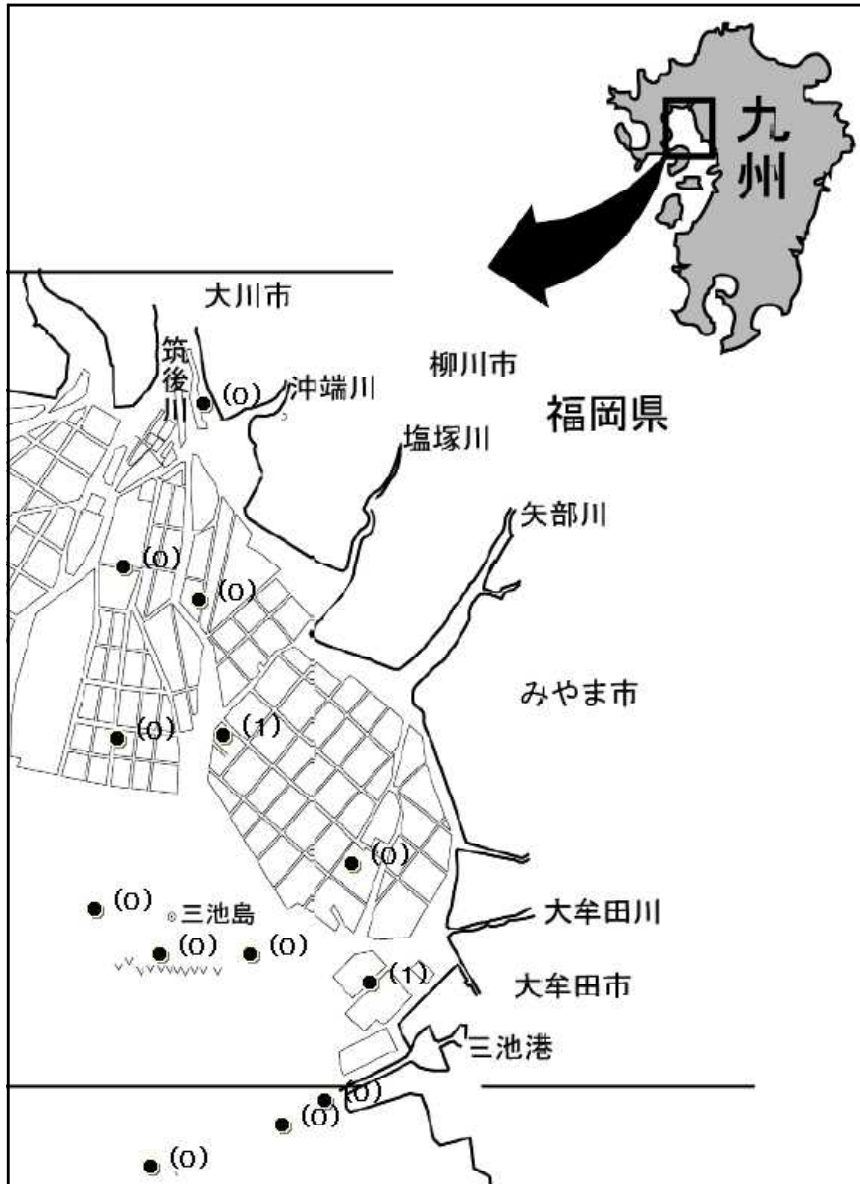 九州
大川市
筑後川
(0)
沖端川
柳川市
福岡県
塩塚川
矢部川
(0)
(0)
みやま市
(0)
(1)
(0)
(0)
三池島
大牟田川
(0)
(0)
(1)
大牟田市
三池港
(0)
(0)
(0)